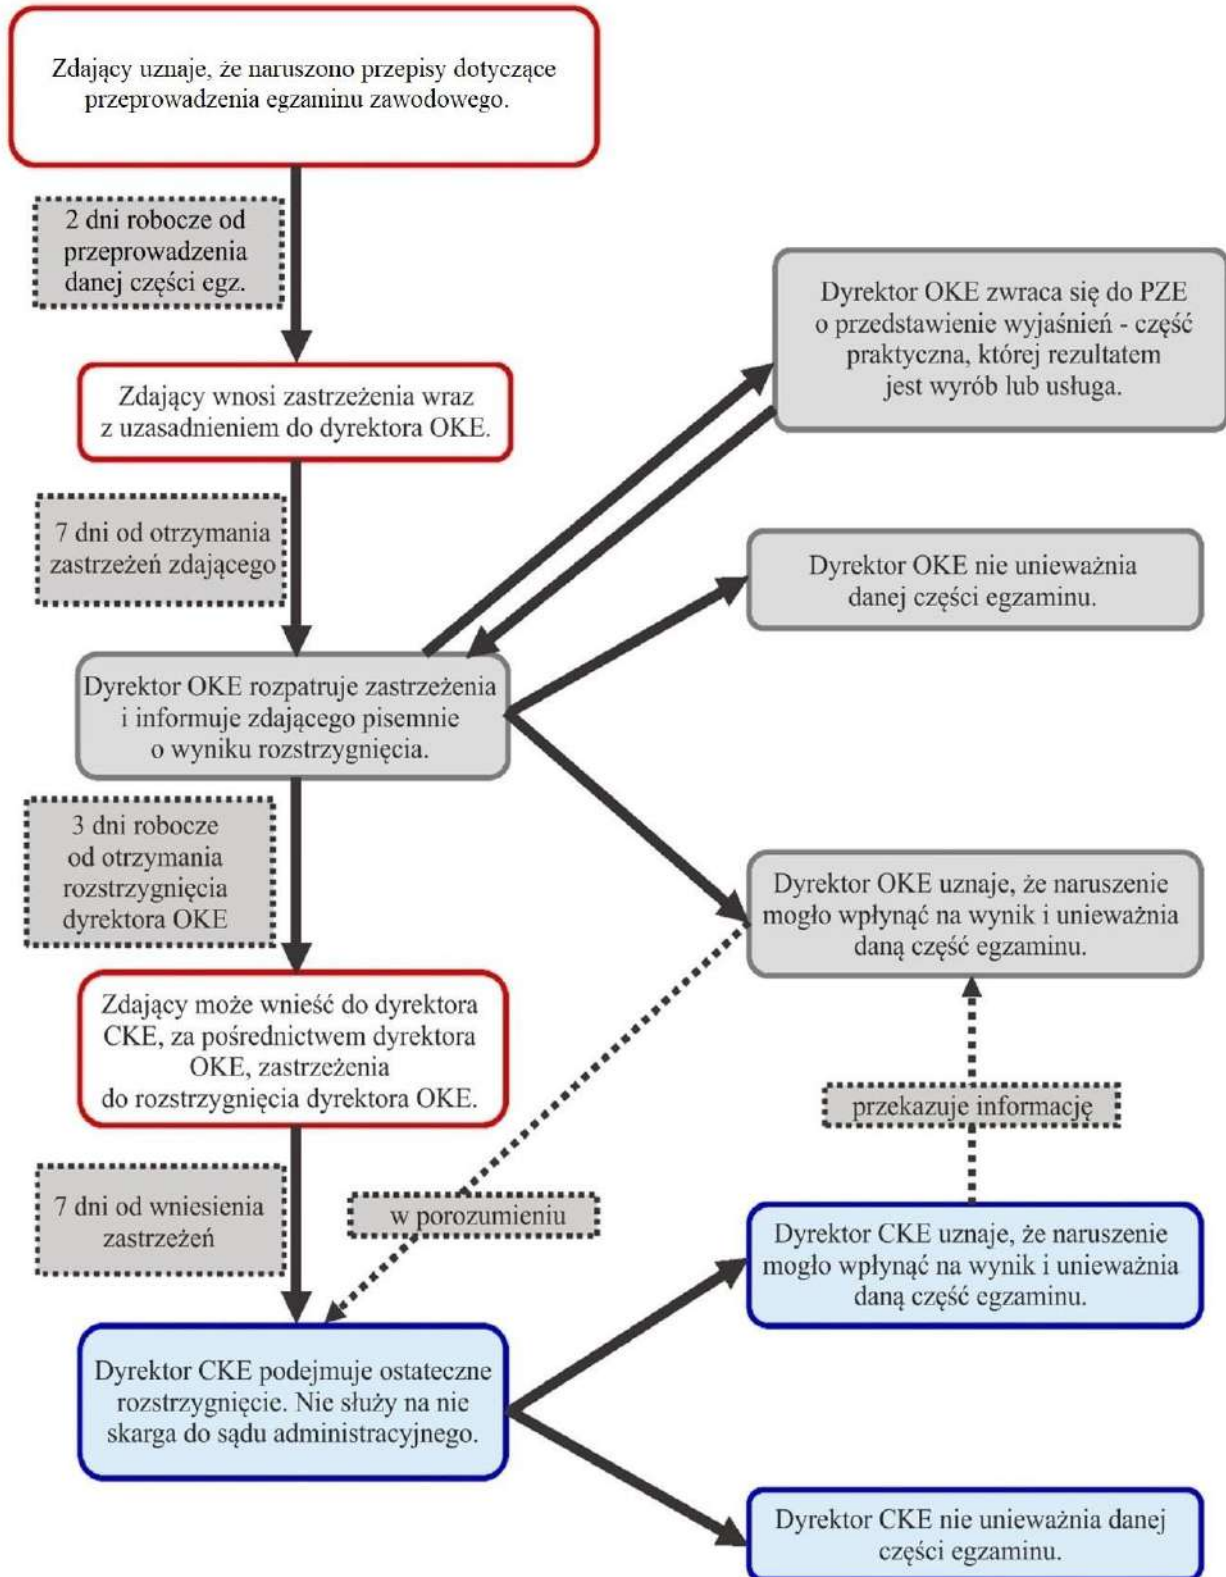 Zdający uznaje, że naruszono przepisy dotyczące
przeprowadzenia egzaminu zawodowego.
2 dni robocze od
przeprowadzenia
danej części egz.
Dyrektor OKE zwraca się do PZE
o przedstawienie wyjaśnień - część
praktyczna, której rezultatem
jest wyrób lub usługa.
Zdający wnosi zastrzeżenia wraz
z uzasadnieniem do dyrektora OKE.
7 dni od otrzymania
zastrzeżeń zdającego
Dyrektor OKE nie unieważnia
danej części egzaminu.
Dyrektor OKE rozpatruje zastrzeżenia
i informuje zdającego pisemnie
o wyniku rozstrzygnięcia.
3 dni robocze
od otrzymania
rozstrzygnięcia
dyrektora OKE
Dyrektor OKE uznaje, że naruszenie
mogło wpłynąć na wynik i unieważnia
daną część egzaminu.
Zdający może wnieść do dyrektora
CKE, za pośrednictwem dyrektora
OKE, zastrzeżenia
do rozstrzygnięcia dyrektora OKE.
przekazuje informację
7 dni od wniesienia
zastrzeżeń
w porozumieniu
Dyrektor CKE uznaje, że naruszenie
mogło wpłynąć na wynik i unieważnia
daną część egzaminu.
Dyrektor CKE podejmuje ostateczne
rozstrzygnięcie. Nie służy na nie
skarga do sądu administracyjnego.
Dyrektor CKE nie unieważnia danej
części egzaminu.